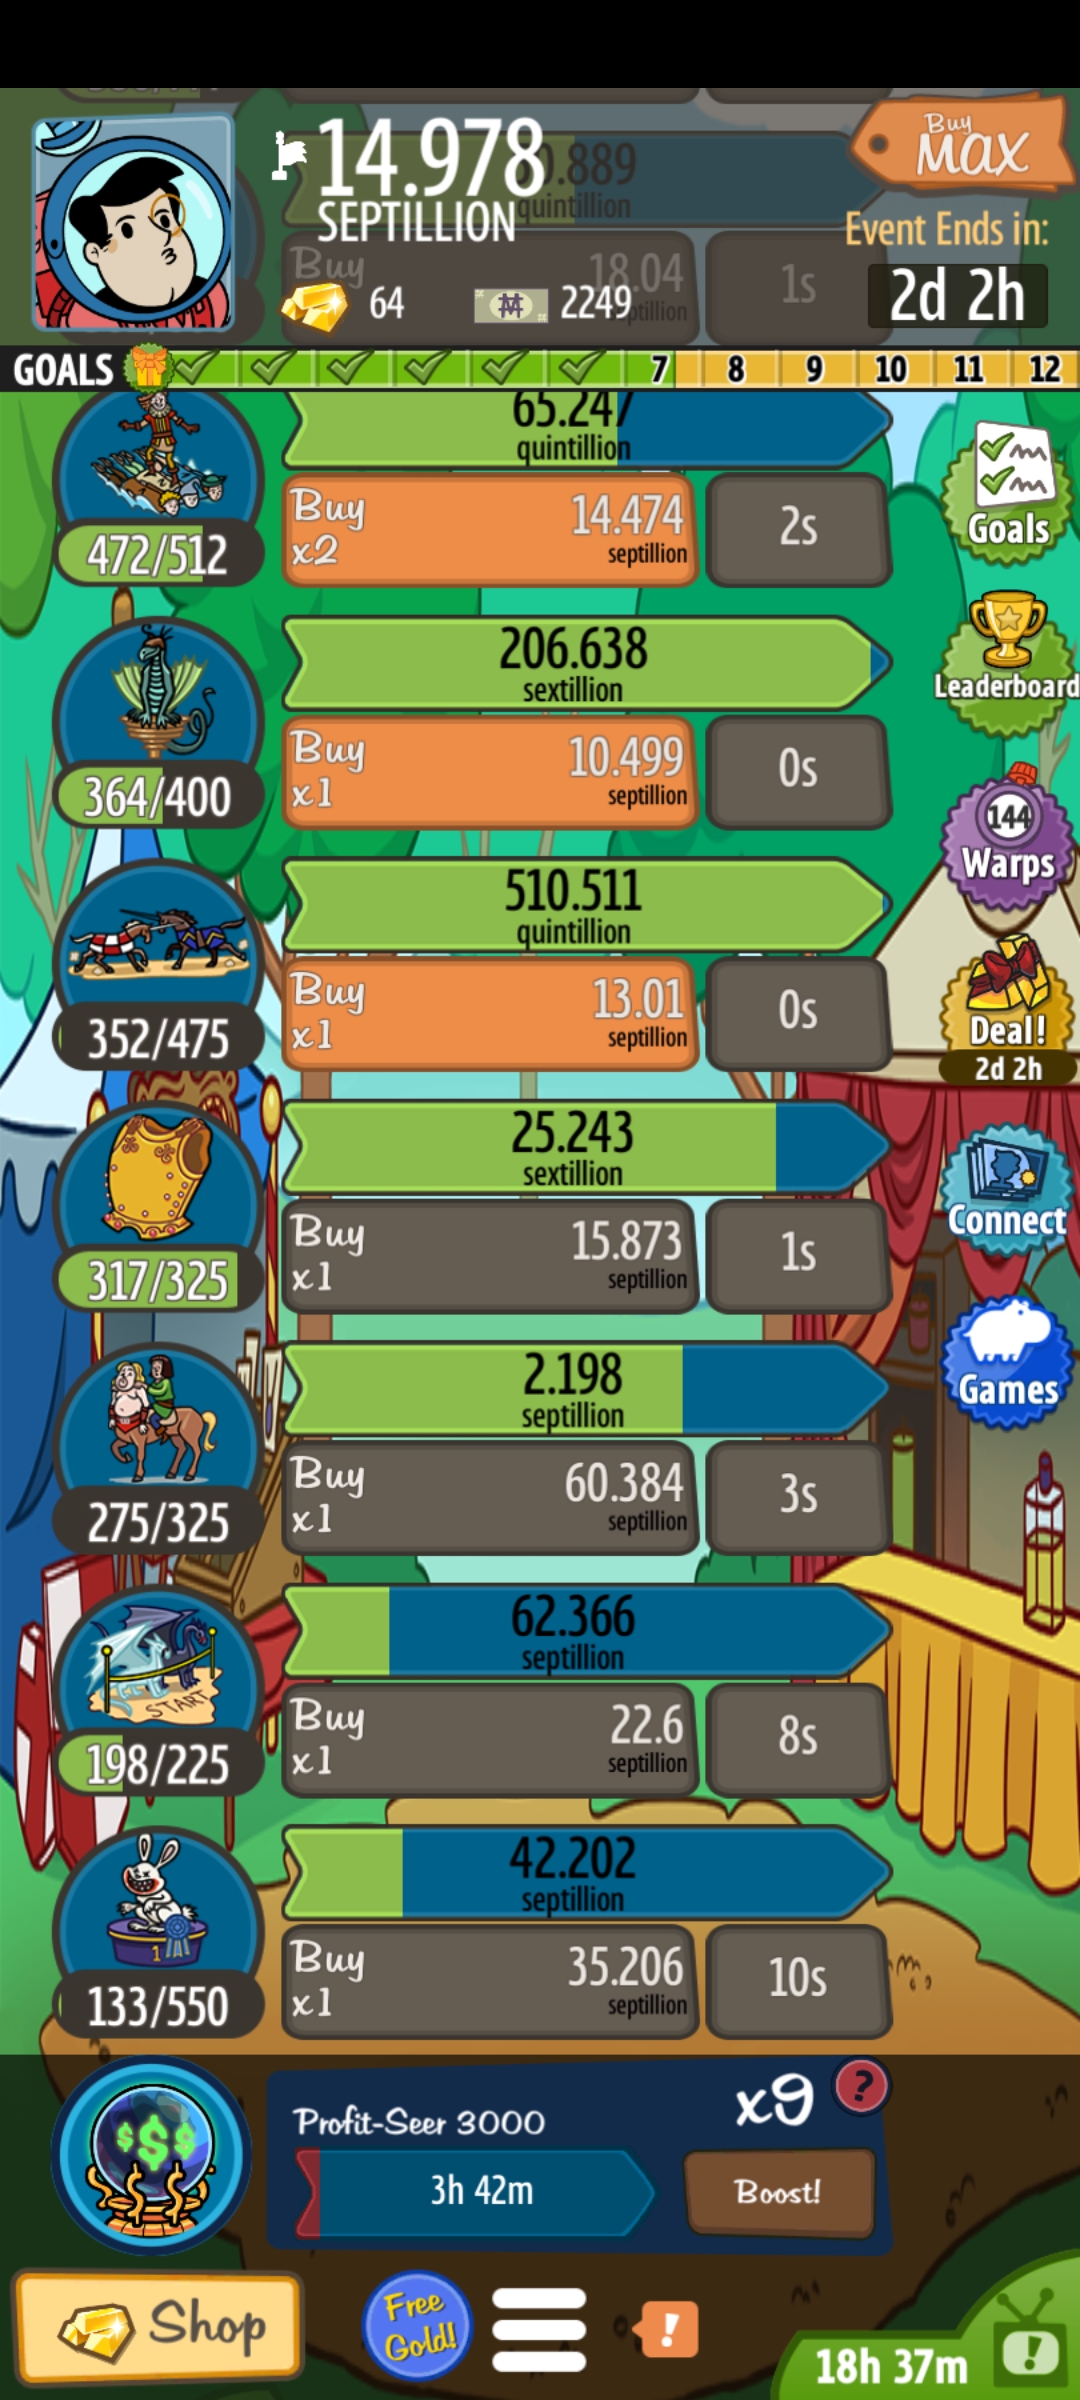 14.978
SEPTILLION
0.889
quintillion
Buy
18.04
1s
64
2249
Buy
MAX
Event Ends in:
2d 2h
GOALS 7 8 9 10 11 12
65.247
quintillion
472/512
Buy
x2
14.474
septillion
2s
Goals
206.638
sextillion
364/400
Buy
x1
10.499
septillion
0s
Leaderboard
510.511
quintillion
352/475
Buy
x1
13.01
septillion
0s
144
Warps
Deal!
2d 2h
25.243
sextillion
317/325
Buy
x1
15.873
septillion
1s
Connect
2.198
septillion
275/325
Buy
x1
60.384
septillion
3s
Games
62.366
septillion
START
198/225
Buy
x1
22.6
septillion
8s
42.202
septillion
1
133/550
Buy
x1
35.206
septillion
10s
$$$
Profit-Seer 3000
x9
?
3h 42m
Boost!
Shop
Free
Gold!
!
18h 37m
!